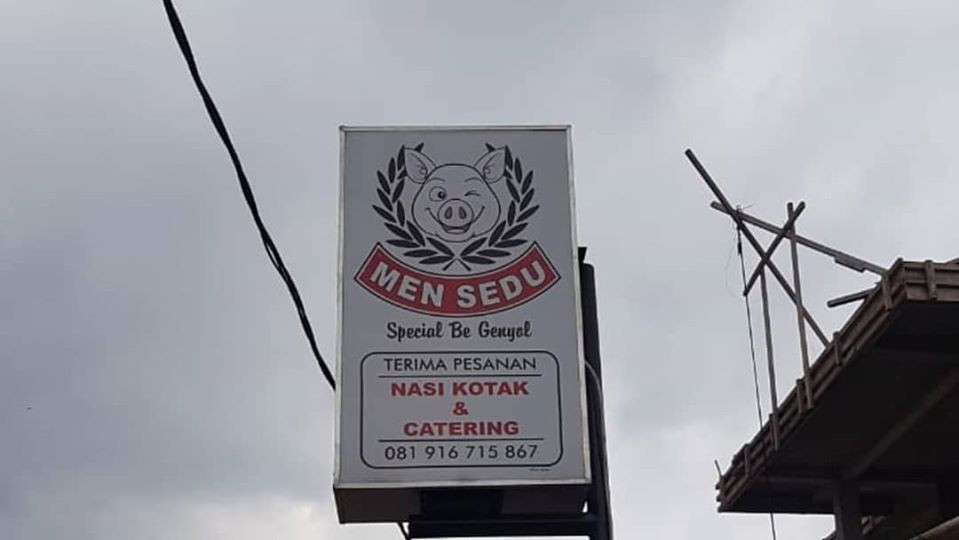 MEN SEDU
Special Be Genyol
TERIMA PESANAN
NASI KOTAK
&
CATERING
081 916 715 867